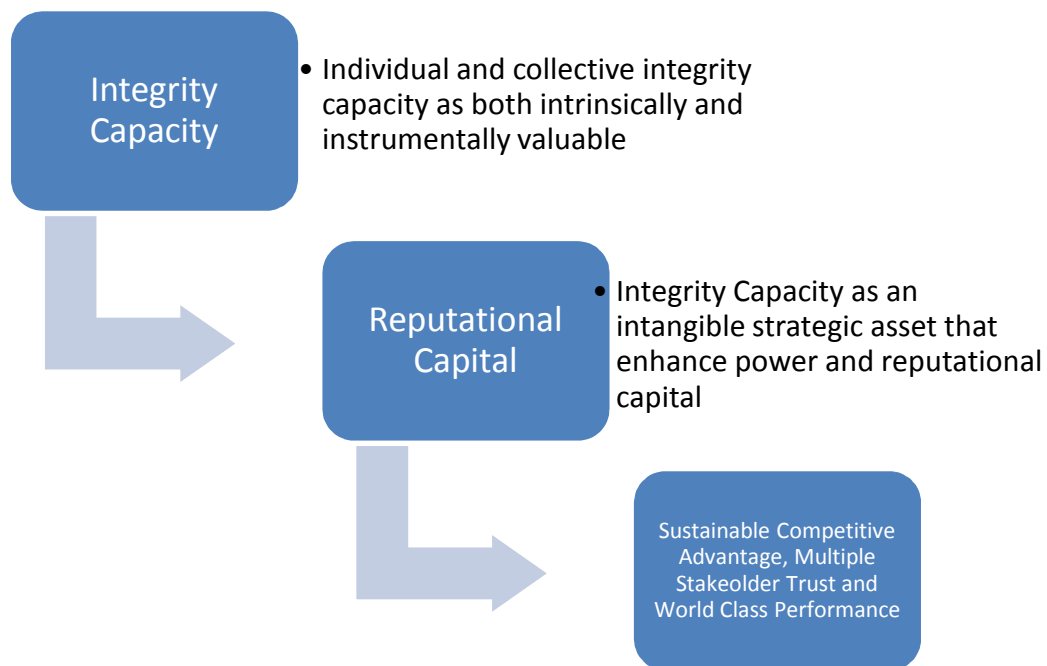 Integrity
Capacity
• Individual and collective integrity
capacity as both intrinsically and
instrumentally valuable
Reputational
Capital
• Integrity Capacity as an
intangible strategic asset that
enhance power and reputational
capital
Sustainable Competitive
Advantage, Multiple
Stakeolder Trust and
World Class Performance